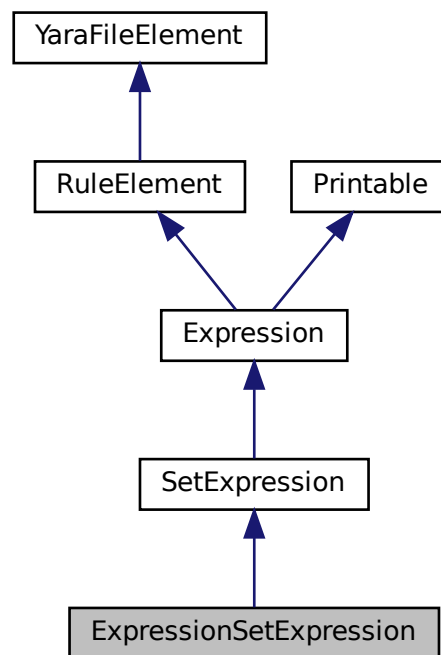 YaraFileElement
RuleElement
Printable
Expression
SetExpression
ExpressionSetExpression